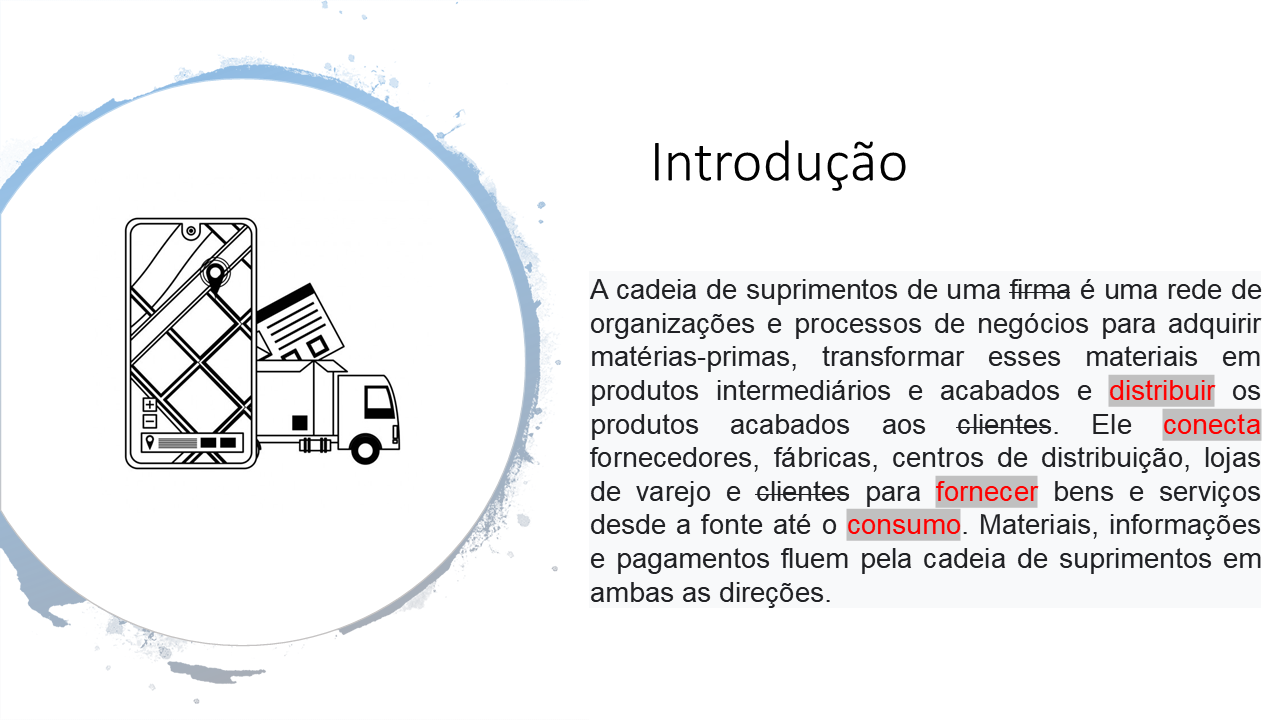 Introdução
A cadeia de suprimentos de uma firma é uma rede de
organizações e processos de negócios para adquirir
matérias-primas, transformar esses materiais em
produtos intermediários e acabados e distribuir os
produtos acabados aos clientes. Ele conecta
fornecedores, fábricas, centros de distribuição, lojas
de varejo e clientes para fornecer bens e serviços
desde a fonte até o consumo. Materiais, informações
e pagamentos fluem pela cadeia de suprimentos em
ambas as direções.